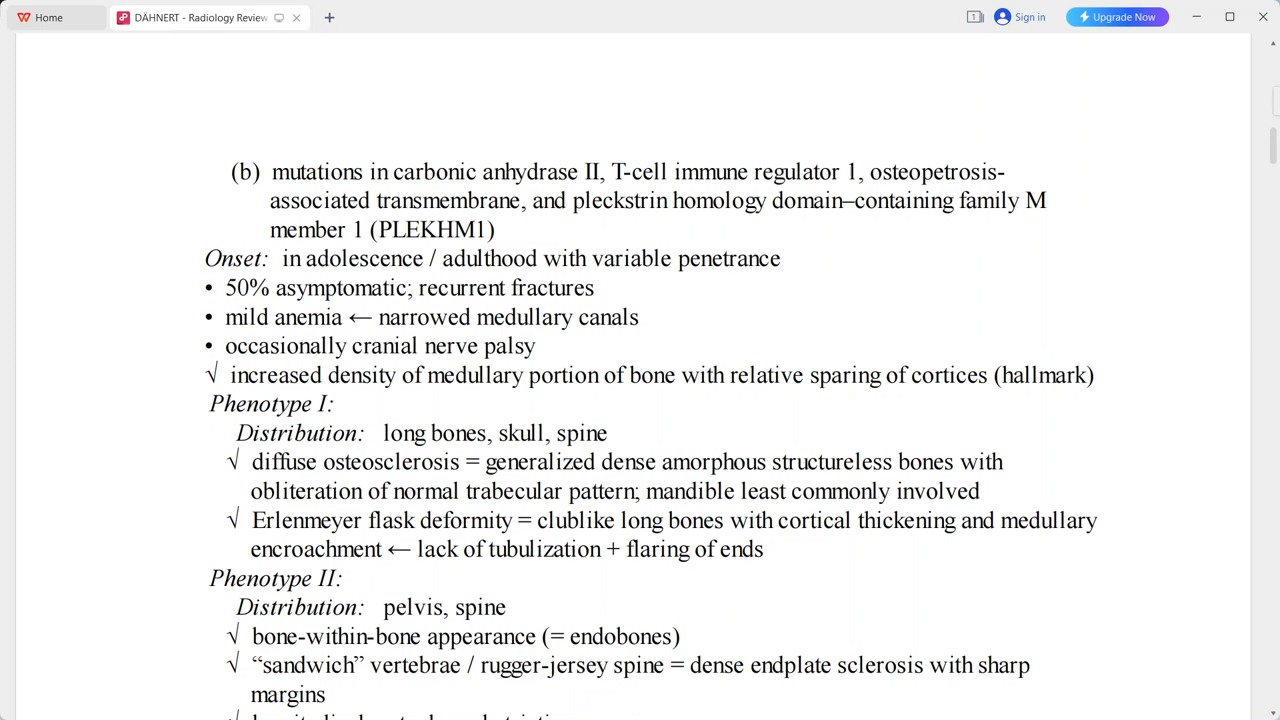 Home
DÄHNERT - Radiology Review
1
Sign in
Upgrade Now
(b) mutations in carbonic anhydrase II, T-cell immune regulator 1, osteopetrosis-
associated transmembrane, and pleckstrin homology domain–containing family M
member 1 (PLEKHM1)
Onset: in adolescence / adulthood with variable penetrance
• 50% asymptomatic; recurrent fractures
• mild anemia ← narrowed medullary canals
• occasionally cranial nerve palsy
√ increased density of medullary portion of bone with relative sparing of cortices (hallmark)
Phenotype I:
Distribution: long bones, skull, spine
√ diffuse osteosclerosis = generalized dense amorphous structureless bones with
obliteration of normal trabecular pattern; mandible least commonly involved
√ Erlenmeyer flask deformity = clublike long bones with cortical thickening and medullary
encroachment ← lack of tubulization + flaring of ends
Phenotype II:
Distribution: pelvis, spine
√ bone-within-bone appearance (= endobones)
√ “sandwich” vertebrae / rugger-jersey spine = dense endplate sclerosis with sharp
margins